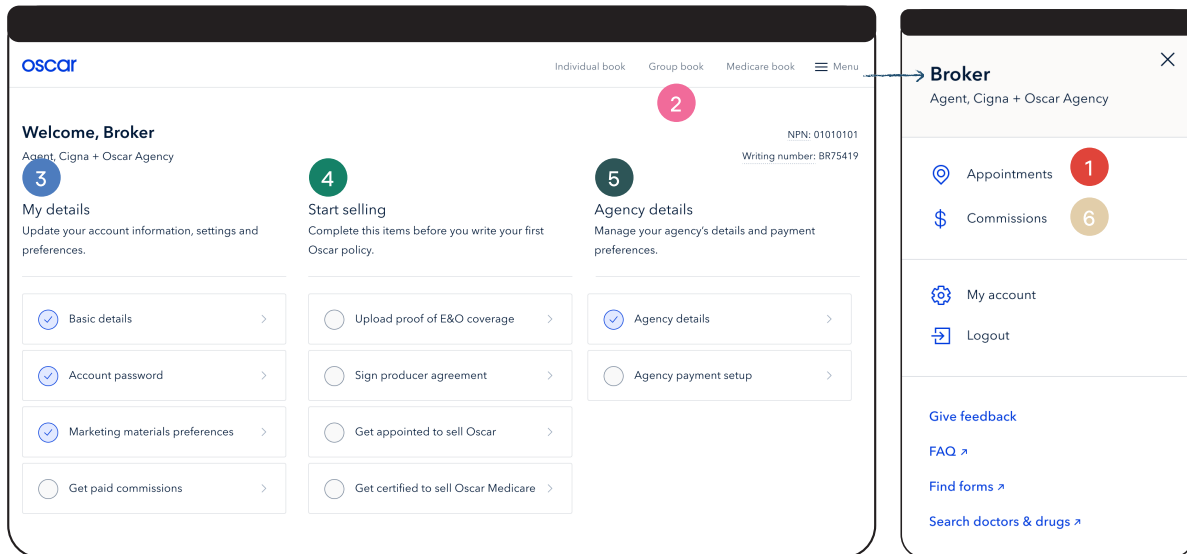 oscar
Individual book Group book Medicare book Menu
2
Welcome, Broker
NPN: 01010101
Agent, Cigna + Oscar Agency
Writing number: BR75419
3
My details
Update your account information, settings and
preferences.
Basic details
Account password
Marketing materials preferences
Get paid commissions
4
Start selling
Complete this items before you write your first
Oscar policy.
Upload proof of E&O coverage
Sign producer agreement
Get appointed to sell Oscar
Get certified to sell Oscar Medicare
5
Agency details
Manage your agency’s details and payment
preferences.
Agency details
Agency payment setup
Broker
Agent, Cigna + Oscar Agency
Appointments 1
Commissions 6
My account
Logout
Give feedback
FAQ
Find forms
Search doctors & drugs